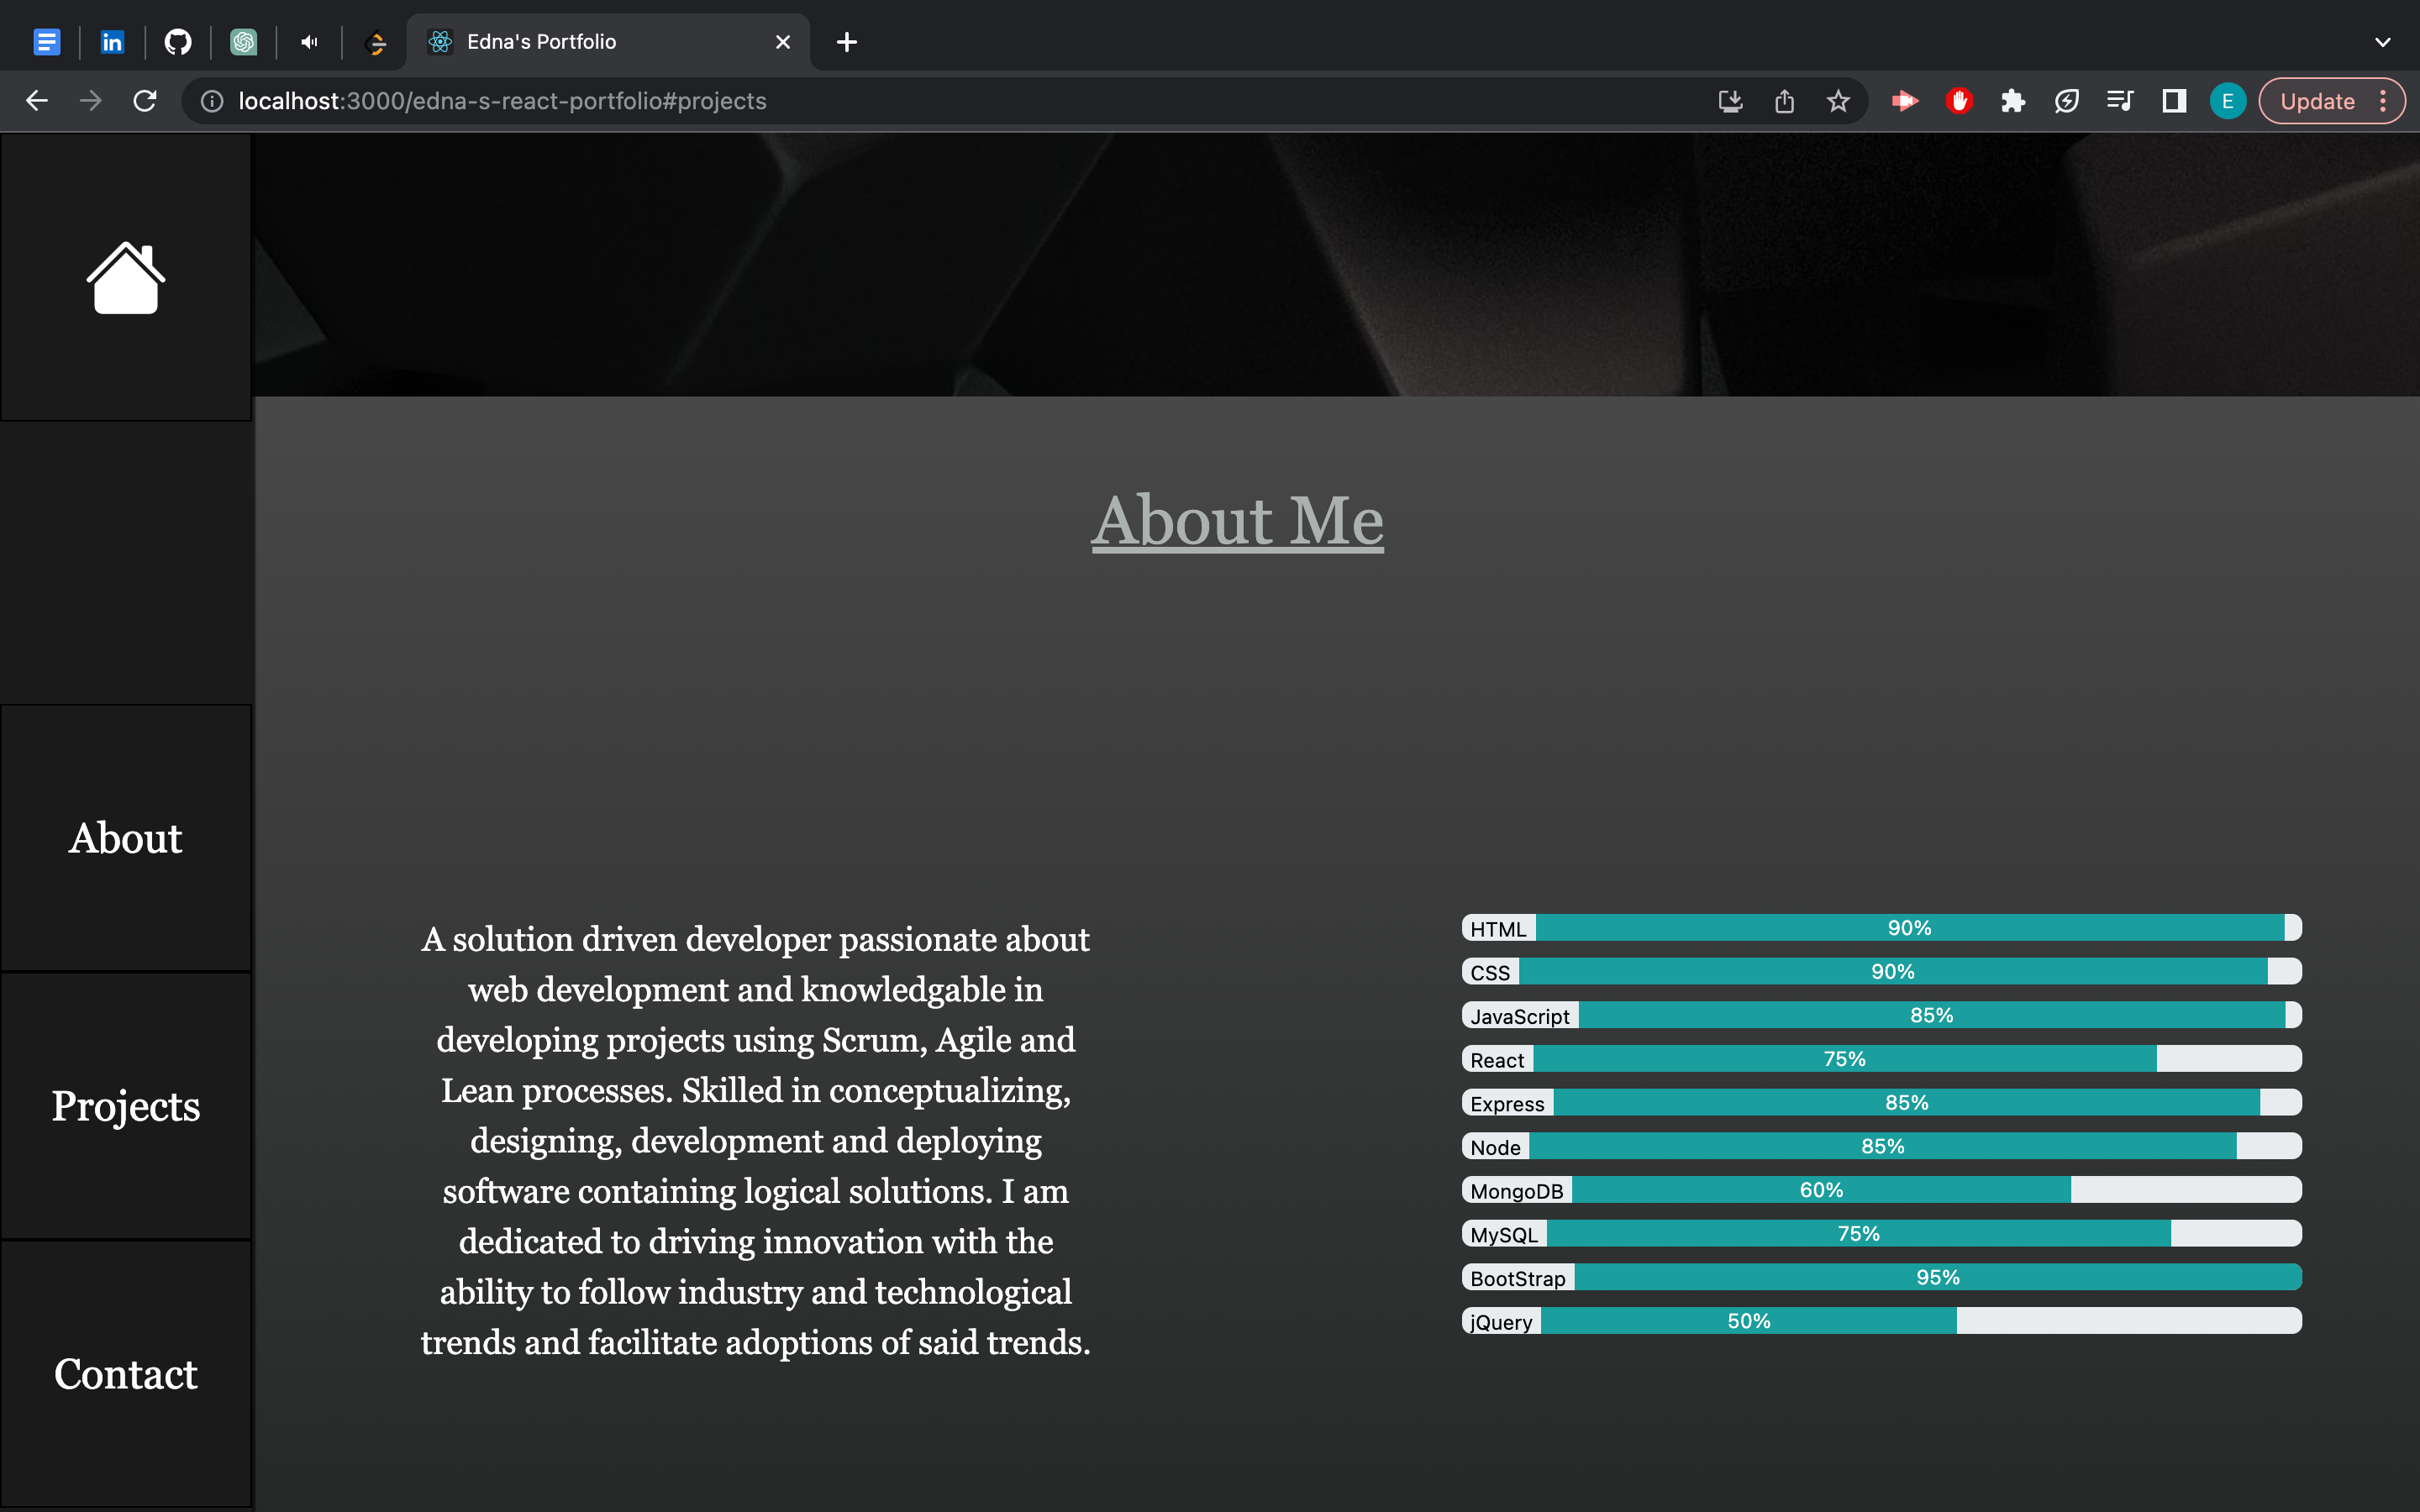 in
Edna's Portfolio
localhost:3000/edna-s-react-portfolio#projects
E
Update
About Me
About
Projects
Contact
A solution driven developer passionate about
web development and knowledgable in
developing projects using Scrum, Agile and
Lean processes. Skilled in conceptualizing,
designing, development and deploying
software containing logical solutions. I am
dedicated to driving innovation with the
ability to follow industry and technological
trends and facilitate adoptions of said trends.
HTML 90%
CSS 90%
JavaScript 85%
React 75%
Express 85%
Node 85%
MongoDB 60%
MySQL 75%
BootStrap 95%
jQuery 50%